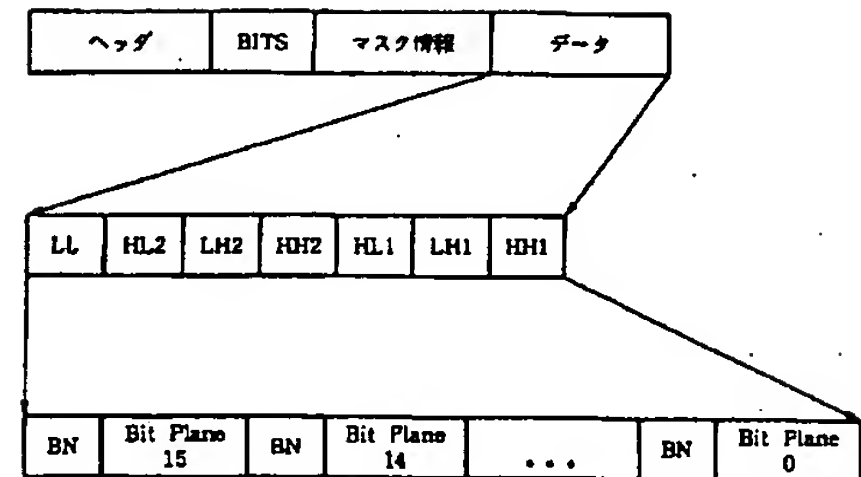 ヘッダ BITS マスク情報 データ
LL HL2 LH2 HH2 HL1 LH1 HH1
BN Bit Plane 15 BN Bit Plane 14 ... BN Bit Plane 0